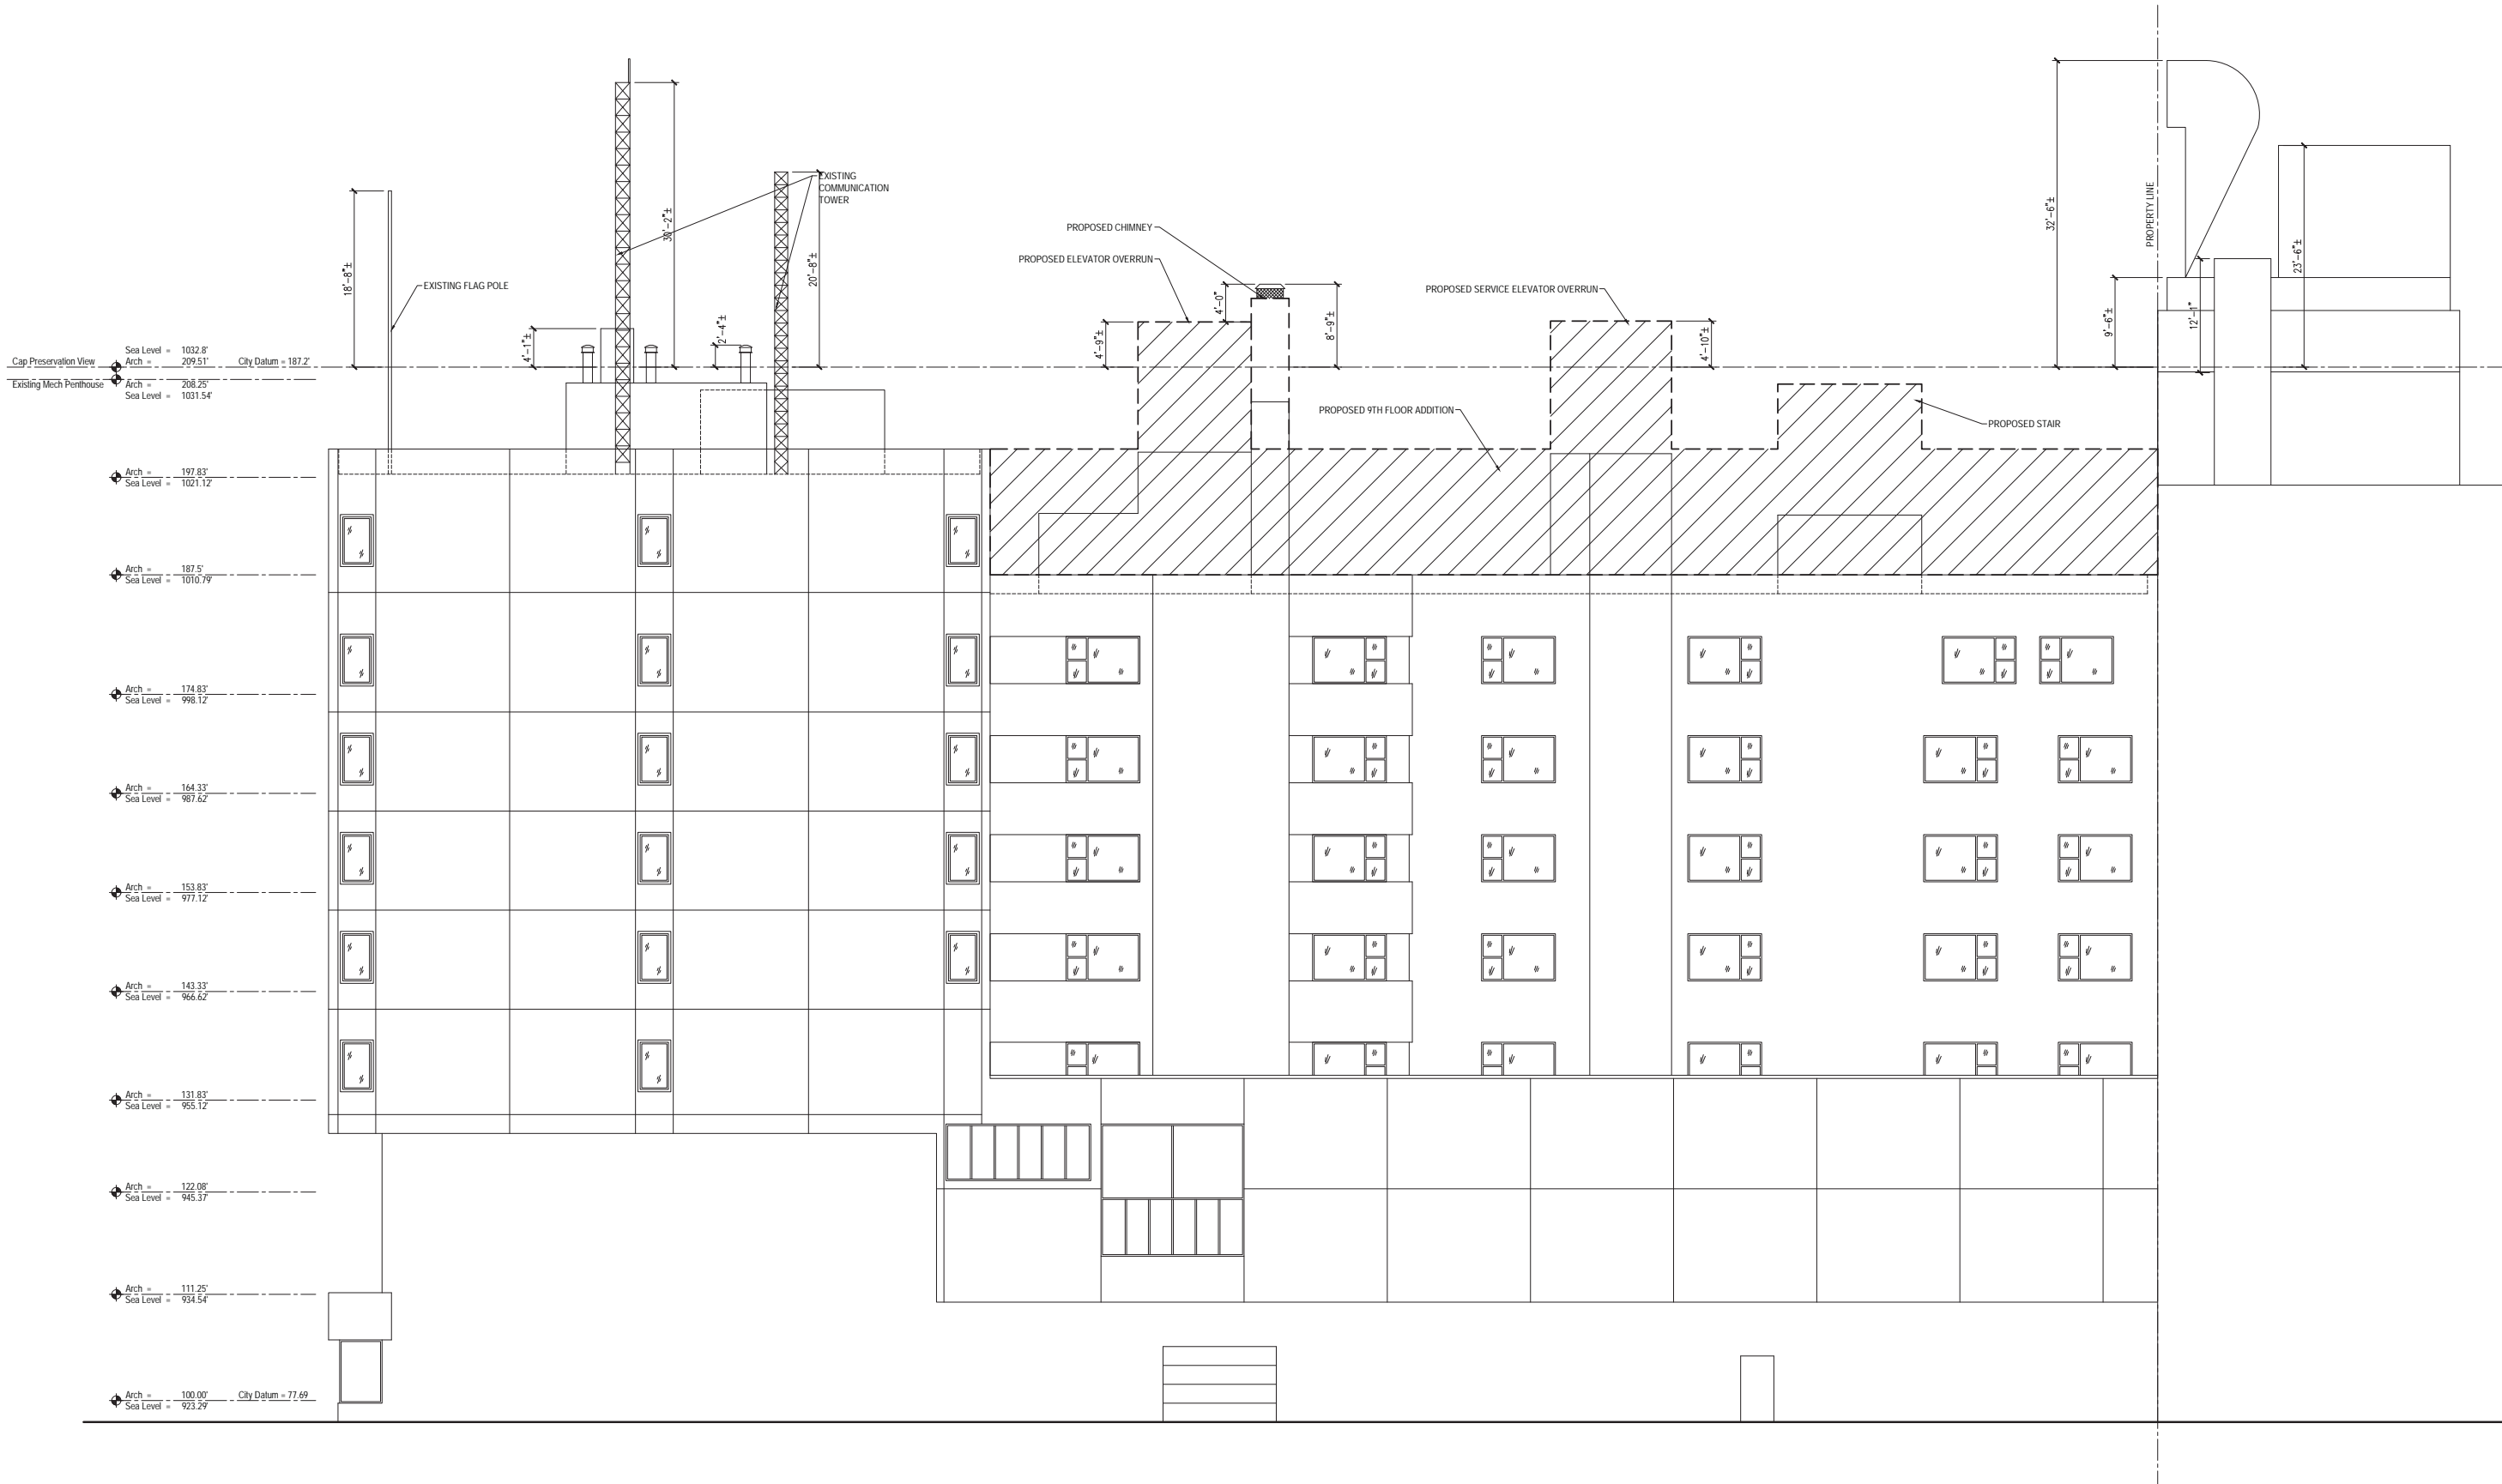 EXISTING
COMMUNICATION
TOWER
PROPERTY LINE
32'-6"±
18'-8"±
30'-2"±
20'-8"±
PROPOSED CHIMNEY
PROPOSED ELEVATOR OVERRUN
EXISTING FLAG POLE
PROPOSED SERVICE ELEVATOR OVERRUN
23'-6"±
4'-0"
8'-9"±
9'-6"±
12'-1"
4'-1"±
2'-4"±
4'-9"±
4'-10"±
Sea Level = 1032.8'
Cap Preservation View
Arch = 209.51'
City Datum = 187.2'
Existing Mech Penthouse
Arch = 208.25'
Sea Level = 1031.54'
PROPOSED 9TH FLOOR ADDITION
PROPOSED STAIR
Arch = 197.83'
Sea Level = 1021.12'
Arch = 187.5'
Sea Level = 1010.79'
Arch = 174.83'
Sea Level = 998.12'
Arch = 164.33'
Sea Level = 987.62'
Arch = 153.83'
Sea Level = 977.12'
Arch = 143.33'
Sea Level = 966.62'
Arch = 131.83'
Sea Level = 955.12'
Arch = 122.08'
Sea Level = 945.37'
Arch = 111.25'
Sea Level = 934.54'
Arch = 100.00'
City Datum = 77.69
Sea Level = 923.29'